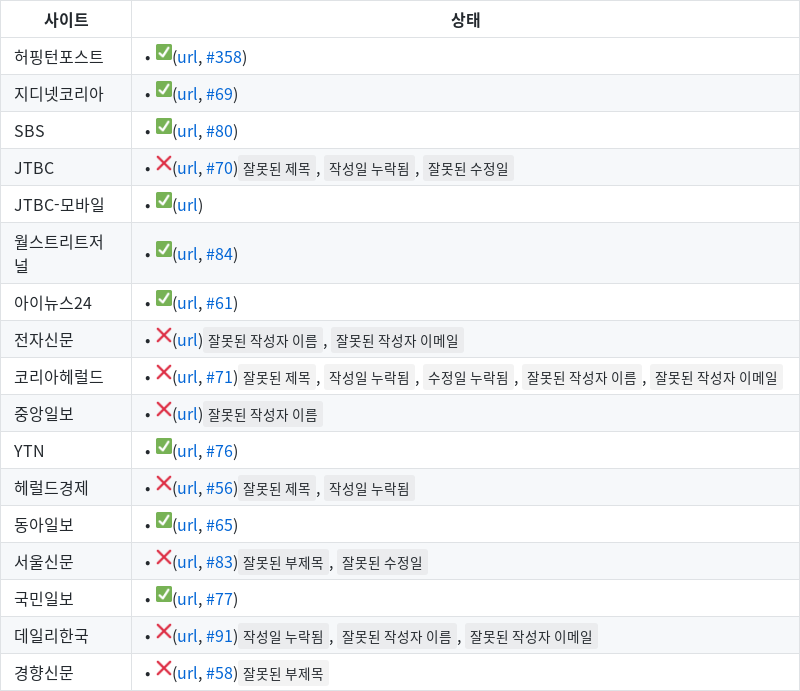 사이트 상태
허핑턴포스트 • ✅(url, #358)
지디넷코리아 • ✅(url, #69)
SBS • ✅(url, #80)
JTBC • ❌(url, #70) 잘못된 제목 , 작성일 누락됨 , 잘못된 수정일
JTBC-모바일 • ✅(url)
월스트리트저
널 • ✅(url, #84)
아이뉴스24 • ✅(url, #61)
전자신문 • ❌(url) 잘못된 작성자 이름 , 잘못된 작성자 이메일
코리아헤럴드 • ❌(url, #71) 잘못된 제목 , 작성일 누락됨 , 수정일 누락됨 , 잘못된 작성자 이름 , 잘못된 작성자 이메일
중앙일보 • ❌(url) 잘못된 작성자 이름
YTN • ✅(url, #76)
헤럴드경제 • ❌(url, #56) 잘못된 제목 , 작성일 누락됨
동아일보 • ✅(url, #65)
서울신문 • ❌(url, #83) 잘못된 부제목 , 잘못된 수정일
국민일보 • ✅(url, #77)
데일리한국 • ❌(url, #91) 작성일 누락됨 , 잘못된 작성자 이름 , 잘못된 작성자 이메일
경향신문 • ❌(url, #58) 잘못된 부제목